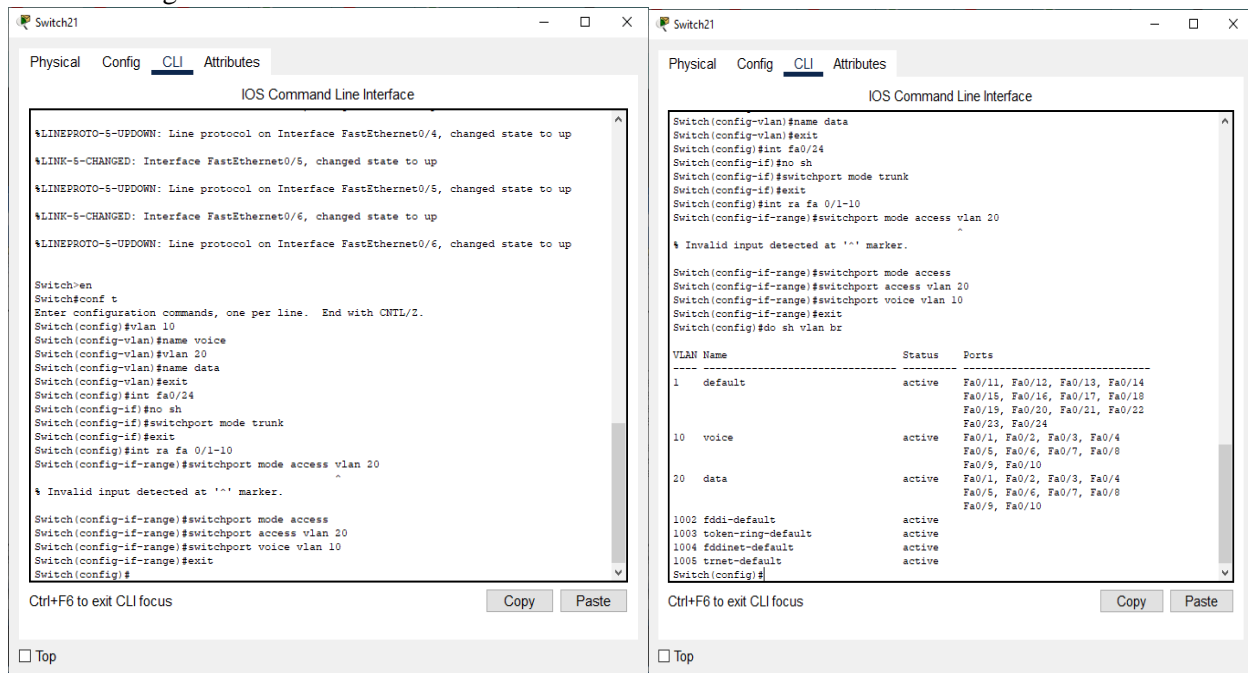 Switch21
Physical Config CLI Attributes
IOS Command Line Interface
%LINEPROTO-5-UPDOWN: Line protocol on Interface FastEthernet0/4, changed state to up
%LINK-5-CHANGED: Interface FastEthernet0/5, changed state to up
%LINEPROTO-5-UPDOWN: Line protocol on Interface FastEthernet0/5, changed state to up
%LINK-5-CHANGED: Interface FastEthernet0/6, changed state to up
%LINEPROTO-5-UPDOWN: Line protocol on Interface FastEthernet0/6, changed state to up
Switch>en
Switch#conf t
Enter configuration commands, one per line. End with CNTL/Z.
Switch(config)#vlan 10
Switch(config-vlan)#name voice
Switch(config-vlan)#vlan 20
Switch(config-vlan)#name data
Switch(config-vlan)#exit
Switch(config)#int fa0/24
Switch(config-if)#no sh
Switch(config-if)#switchport mode trunk
Switch(config-if)#exit
Switch(config)#int ra fa 0/1-10
Switch(config-if-range)#switchport mode access vlan 20
^
% Invalid input detected at '^' marker.
Switch(config-if-range)#switchport mode access
Switch(config-if-range)#switchport access vlan 20
Switch(config-if-range)#switchport voice vlan 10
Switch(config-if-range)#exit
Switch(config)#
Ctrl+F6 to exit CLI focus
Copy Paste
Top
Switch21
Physical Config CLI Attributes
IOS Command Line Interface
Switch(config-vlan)#name data
Switch(config-vlan)#exit
Switch(config)#int fa0/24
Switch(config-if)#no sh
Switch(config-if)#switchport mode trunk
Switch(config-if)#exit
Switch(config)#int ra fa 0/1-10
Switch(config-if-range)#switchport mode access vlan 20
^
% Invalid input detected at '^' marker.
Switch(config-if-range)#switchport mode access
Switch(config-if-range)#switchport access vlan 20
Switch(config-if-range)#switchport voice vlan 10
Switch(config-if-range)#exit
Switch(config)#do sh vlan br
VLAN Name Status Ports
---- -------------------------------- --------- -------------------------------
1 default active Fa0/11, Fa0/12, Fa0/13, Fa0/14
Fa0/15, Fa0/16, Fa0/17, Fa0/18
Fa0/19, Fa0/20, Fa0/21, Fa0/22
Fa0/23, Fa0/24
10 voice active Fa0/1, Fa0/2, Fa0/3, Fa0/4
Fa0/5, Fa0/6, Fa0/7, Fa0/8
Fa0/9, Fa0/10
20 data active Fa0/1, Fa0/2, Fa0/3, Fa0/4
Fa0/5, Fa0/6, Fa0/7, Fa0/8
Fa0/9, Fa0/10
1002 fddi-default active
1003 token-ring-default active
1004 fddinet-default active
1005 trnet-default active
Switch(config)#
Ctrl+F6 to exit CLI focus
Copy Paste
Top